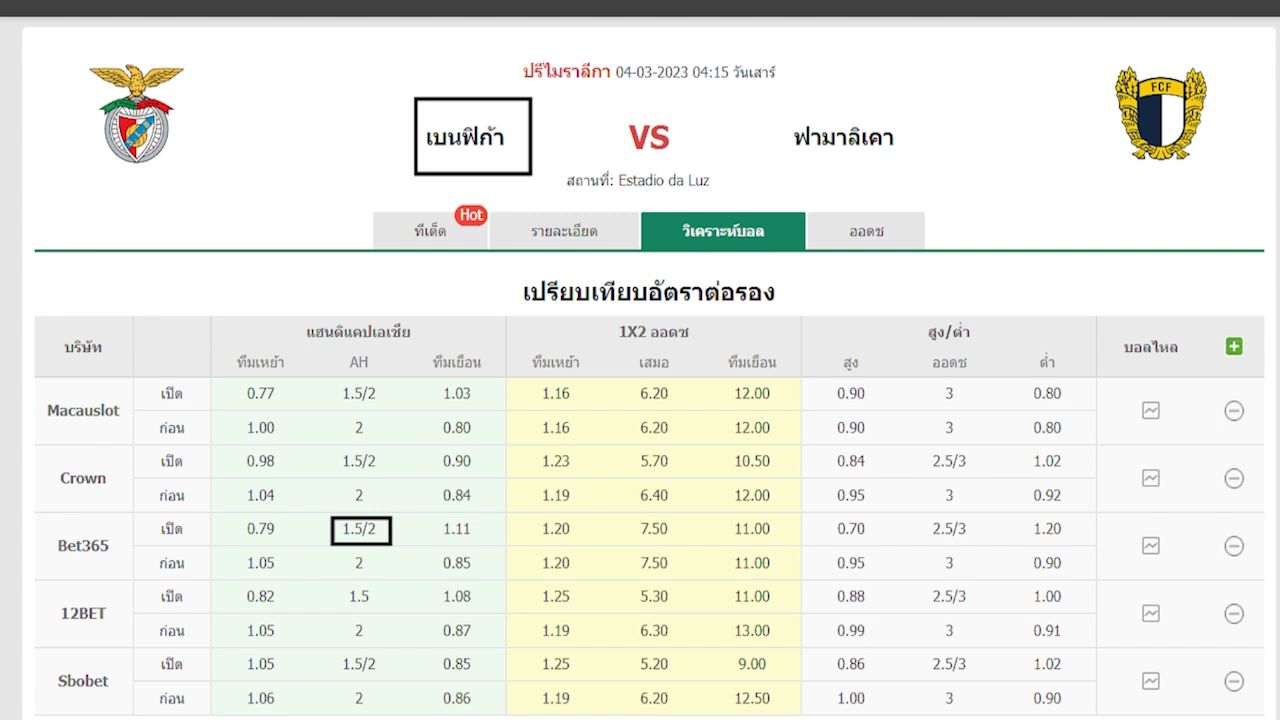 ปรีไมราลีกา 04-03-2023 04:15 วันเสาร์
FCF
เบนฟิก้า VS ฟามาลิเคา
สถานที่: Estadio da Luz
Hot
ทีเด็ด รายละเอียด วิเคราะห์บอล ออดซ์
เปรียบเทียบอัตราต่อรอง
บริษัท แฮนดิแคปเอเชีย 1X2 ออดซ สูง/ต่ำ บอลไหล
ทีมเหย้า AH ทีมเยือน ทีมเหย้า เสมอ ทีมเยือน สูง ออดซ ต่ำ
Macauslot
เปิด 0.77 1.5/2 1.03 1.16 6.20 12.00 0.90 3 0.80
ก่อน 1.00 2 0.80 1.16 6.20 12.00 0.90 3 0.80
Crown
เปิด 0.98 1.5/2 0.90 1.23 5.70 10.50 0.84 2.5/3 1.02
ก่อน 1.04 2 0.84 1.19 6.40 12.00 0.95 3 0.92
Bet365
เปิด 0.79 1.5/2 1.11 1.20 7.50 11.00 0.70 2.5/3 1.20
ก่อน 1.05 2 0.85 1.20 7.50 11.00 0.95 3 0.90
12BET
เปิด 0.82 1.5 1.08 1.25 5.30 11.00 0.88 2.5/3 1.00
ก่อน 1.05 2 0.87 1.19 6.30 13.00 0.99 3 0.91
Sbobet
เปิด 1.05 1.5/2 0.85 1.25 5.20 9.00 0.86 2.5/3 1.02
ก่อน 1.06 2 0.86 1.19 6.20 12.50 1.00 3 0.90